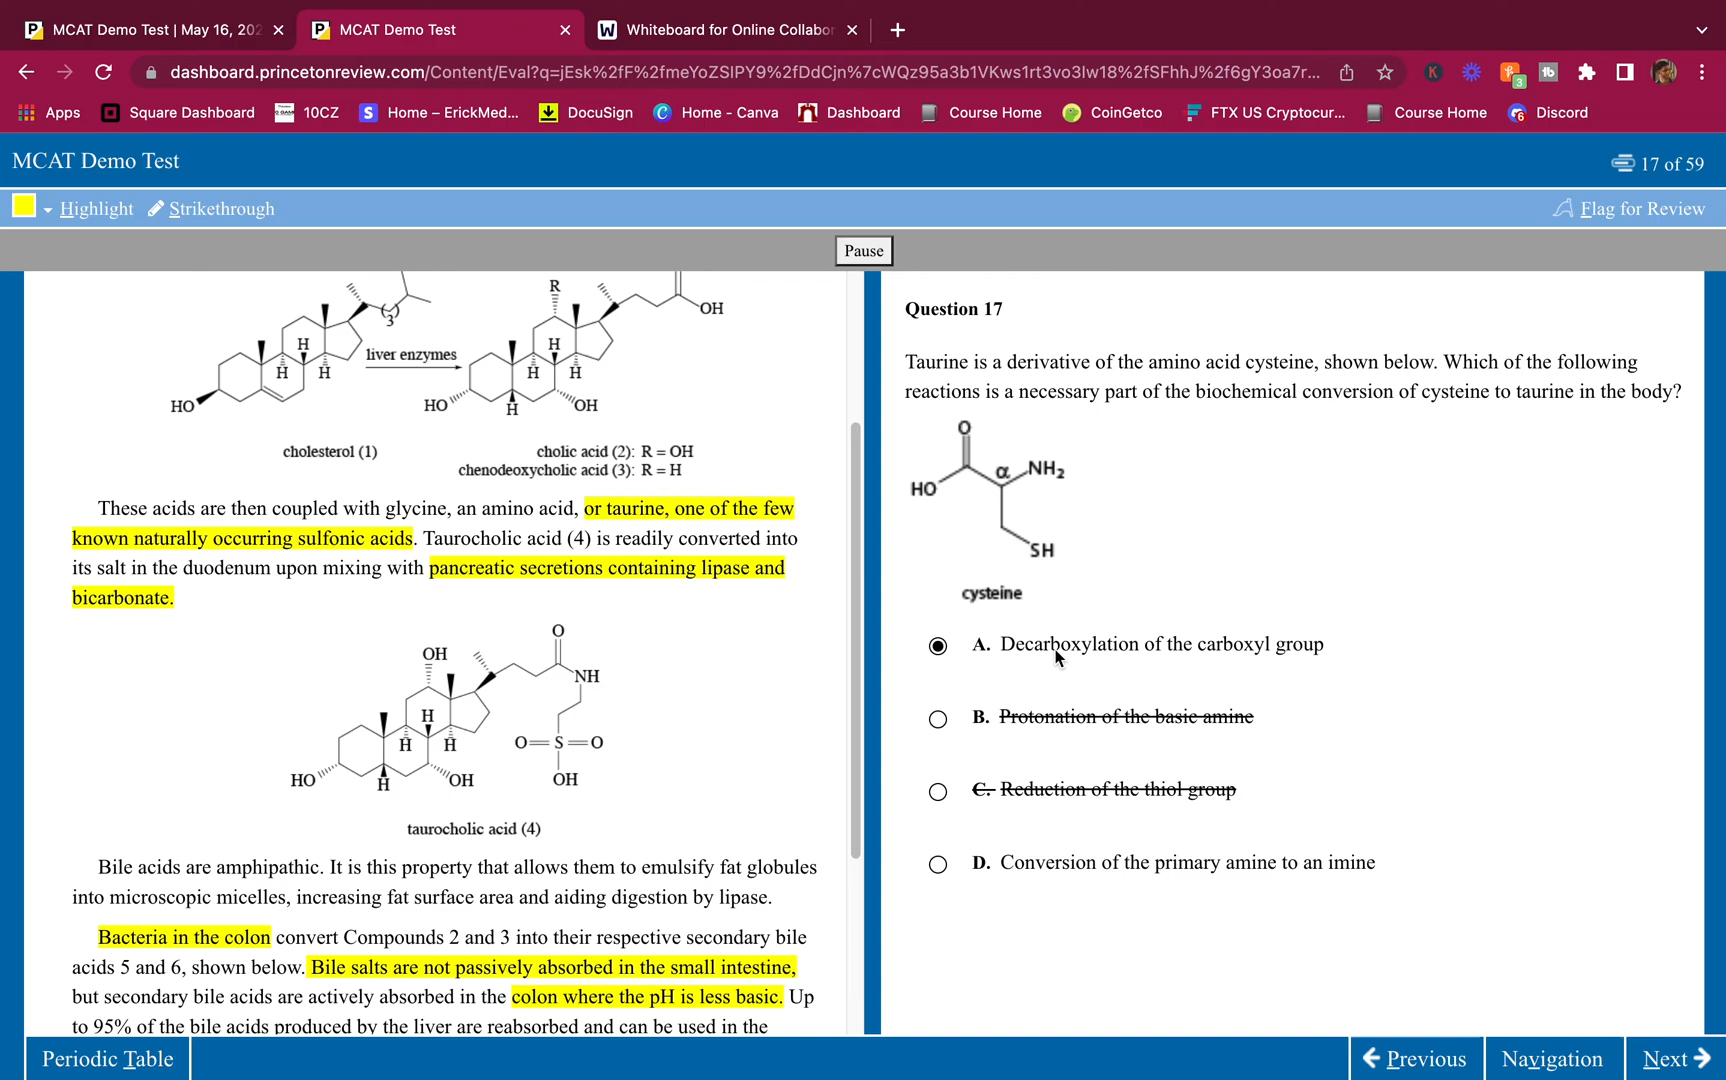 MCAT Demo Test | May 16, 202
MCAT Demo Test
Whiteboard for Online Collabor
dashboard.princetonreview.com/Content/Eval?q=jEsk%2fF%2fmeYoZSIPY9%2fDdCjn%7cWQz95a3b1VKws1rt3vo3lw18%2fSFhhJ%2f6gY3oa7r...
Apps
Square Dashboard
10CZ
Home – ErickMed...
DocuSign
Home - Canva
Dashboard
Course Home
CoinGetco
FTX US Cryptocur...
Course Home
Discord
MCAT Demo Test
17 of 59
Highlight
Strikethrough
Flag for Review
Pause
R
OH
3
H
H
H
liver enzymes
H
H
H
HO
HO
H
OH
cholesterol (1)
cholic acid (2): R = OH
chenodeoxycholic acid (3): R = H
These acids are then coupled with glycine, an amino acid, or taurine, one of the few
known naturally occurring sulfonic acids. Taurocholic acid (4) is readily converted into
its salt in the duodenum upon mixing with pancreatic secretions containing lipase and
bicarbonate.
O
OH
NH
H
H
H
O=S=O
HO
H
OH
OH
taurocholic acid (4)
Bile acids are amphipathic. It is this property that allows them to emulsify fat globules
into microscopic micelles, increasing fat surface area and aiding digestion by lipase.
Bacteria in the colon convert Compounds 2 and 3 into their respective secondary bile
acids 5 and 6, shown below. Bile salts are not passively absorbed in the small intestine,
but secondary bile acids are actively absorbed in the colon where the pH is less basic. Up
to 95% of the bile acids produced by the liver are reabsorbed and can be used in the
Question 17
Taurine is a derivative of the amino acid cysteine, shown below. Which of the following
reactions is a necessary part of the biochemical conversion of cysteine to taurine in the body?
O
α
NH2
HO
SH
cysteine
A. Decarboxylation of the carboxyl group
B. Protonation of the basic amine
C. Reduction of the thiol group
D. Conversion of the primary amine to an imine
Periodic Table
Previous
Navigation
Next